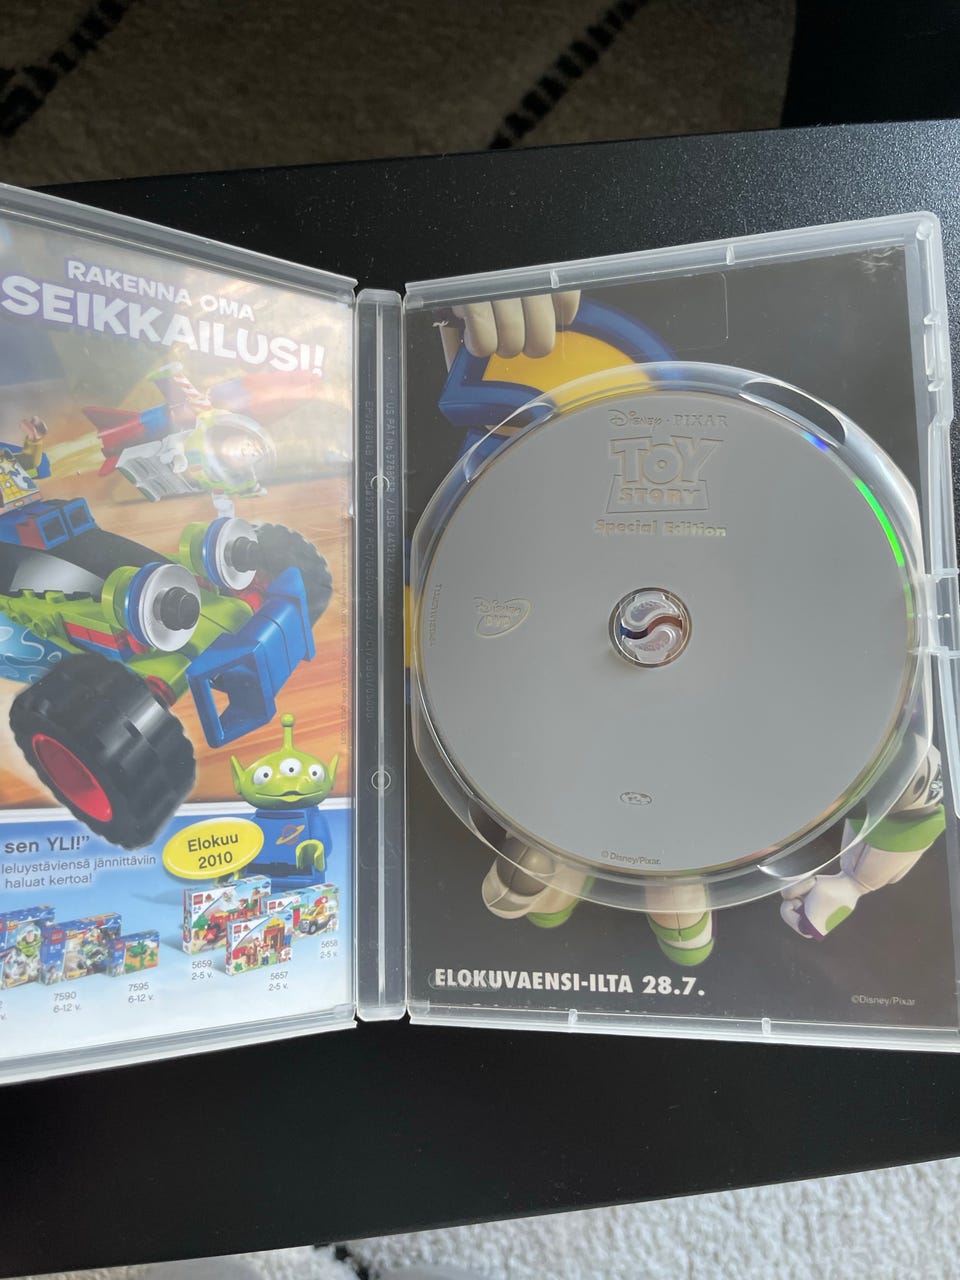 RAKENNA OMA
SEIKKAILUSI!
sen YLI!"
leluystäviensä jännittäviin
haluat kertoa!
Elokuu
2010
7590
6-12 v.
7595
6-12 v.
5659
2-5 v.
5657
2-5 v.
5658
2-5 v.
Disney · PIXAR
TOY
STORY
Special Edition
Disney
DVD
© Disney/Pixar.
ELOKUVAENSI-ILTA 28.7.
©Disney/Pixar